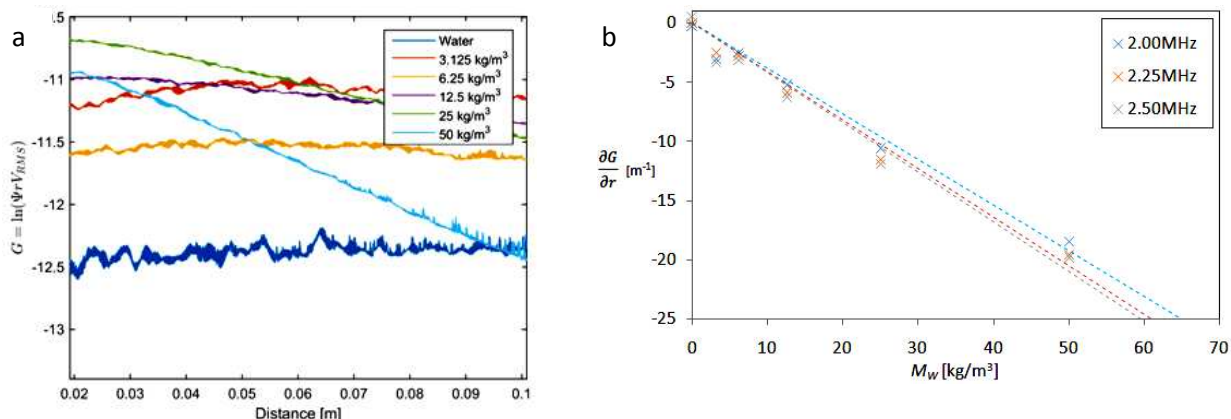 a
.5
-11
-11.5
-12
-12.5
-13
G = ln(ΨrV_RMS)
0.02 0.03 0.04 0.05 0.06 0.07 0.08 0.09 0.1
Distance [m]
Water
3.125 kg/m³
6.25 kg/m³
12.5 kg/m³
25 kg/m³
50 kg/m³
b
0
-5
-10
-15
-20
-25
∂G
∂r [m⁻¹]
0 10 20 30 40 50 60 70
M_W [kg/m³]
2.00MHz
2.25MHz
2.50MHz